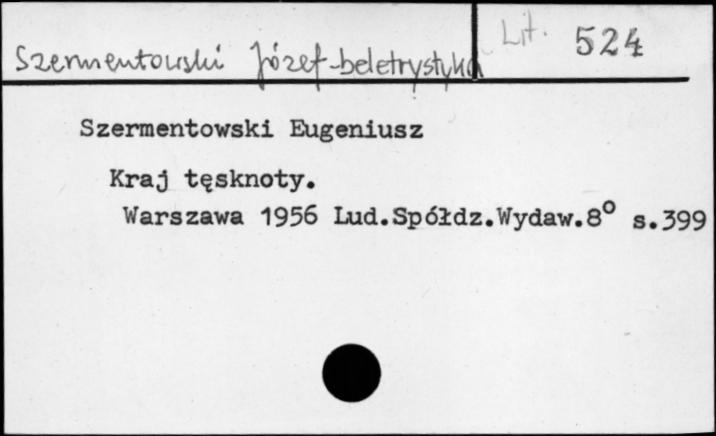 Szermentowski Józef-beletrystyka
Lit. 524
Szermentowski Eugeniusz
Kraj tęsknoty.
Warszawa 1956 Lud.Spółdz.Wydaw.8° s.399